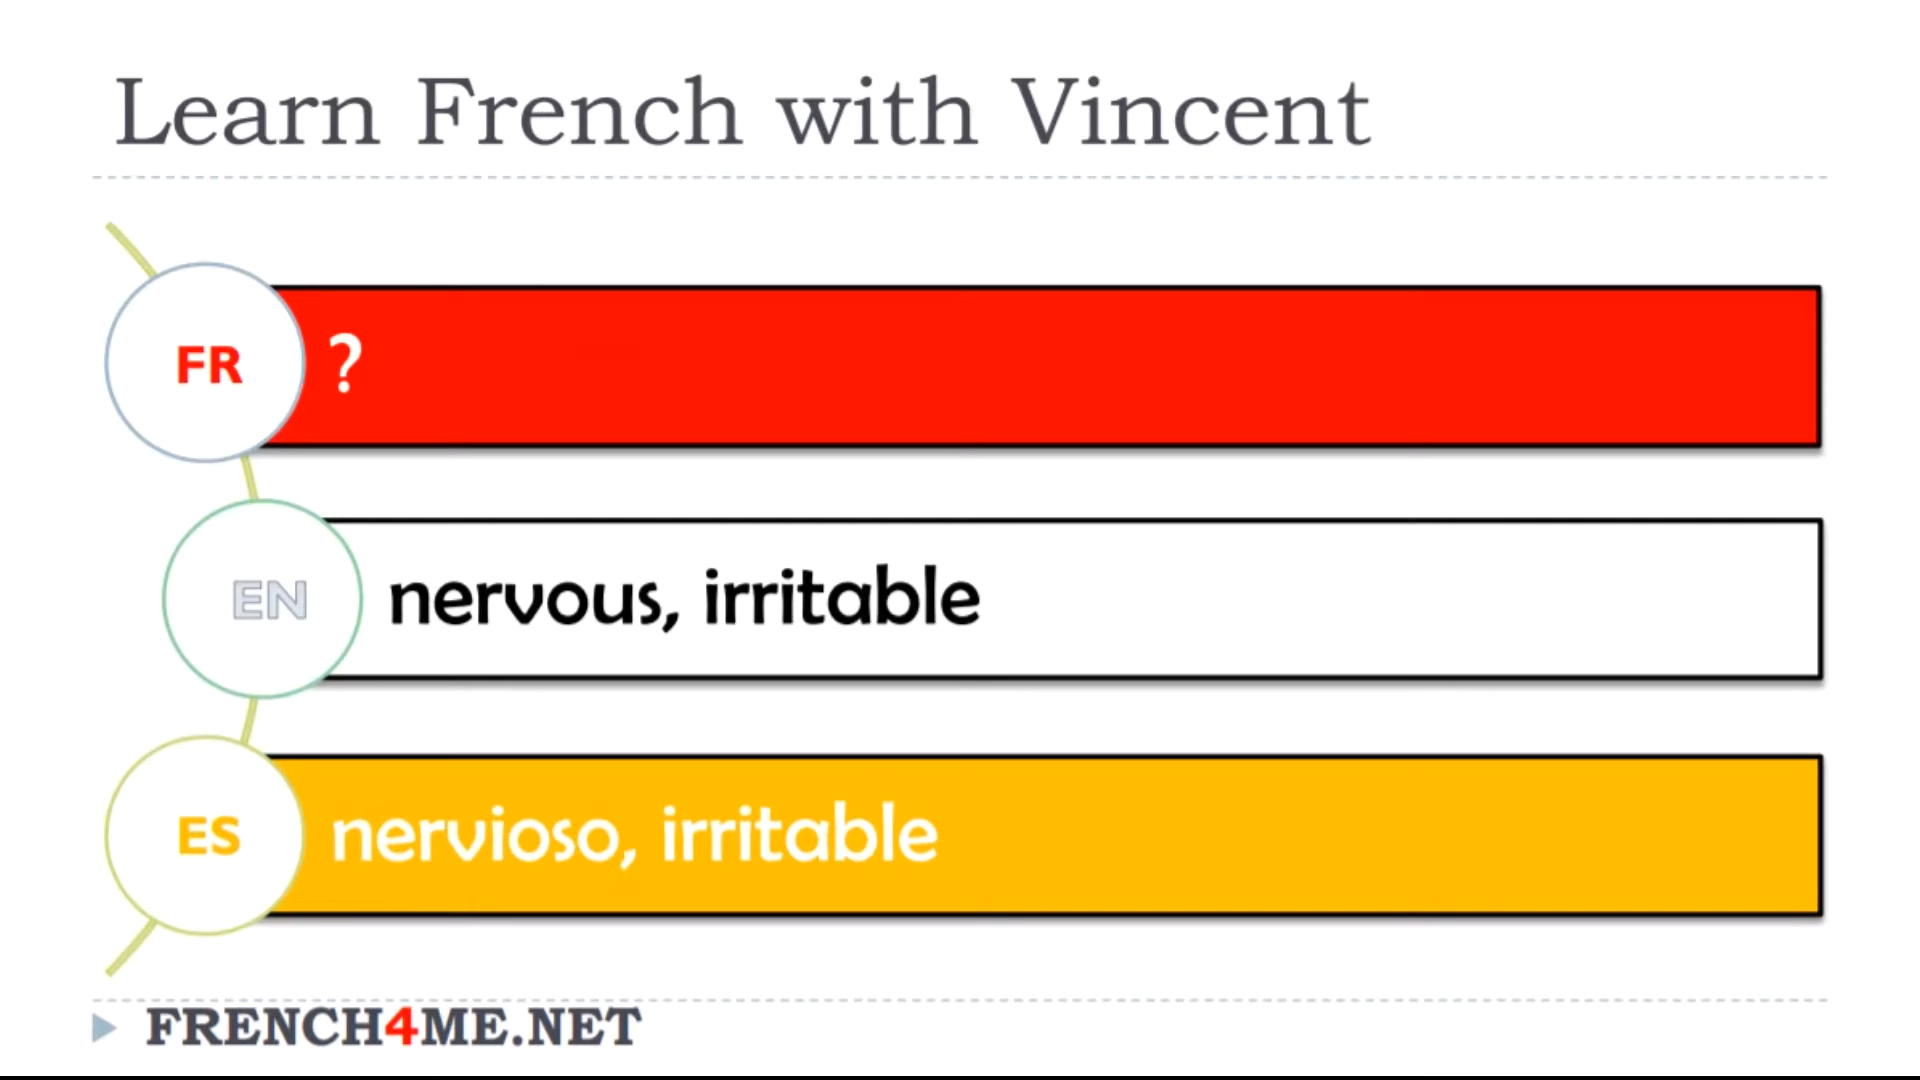 Learn French with Vincent
FR
?
EN
nervous, irritable
ES
nervioso, irritable
FRENCH4ME.NET